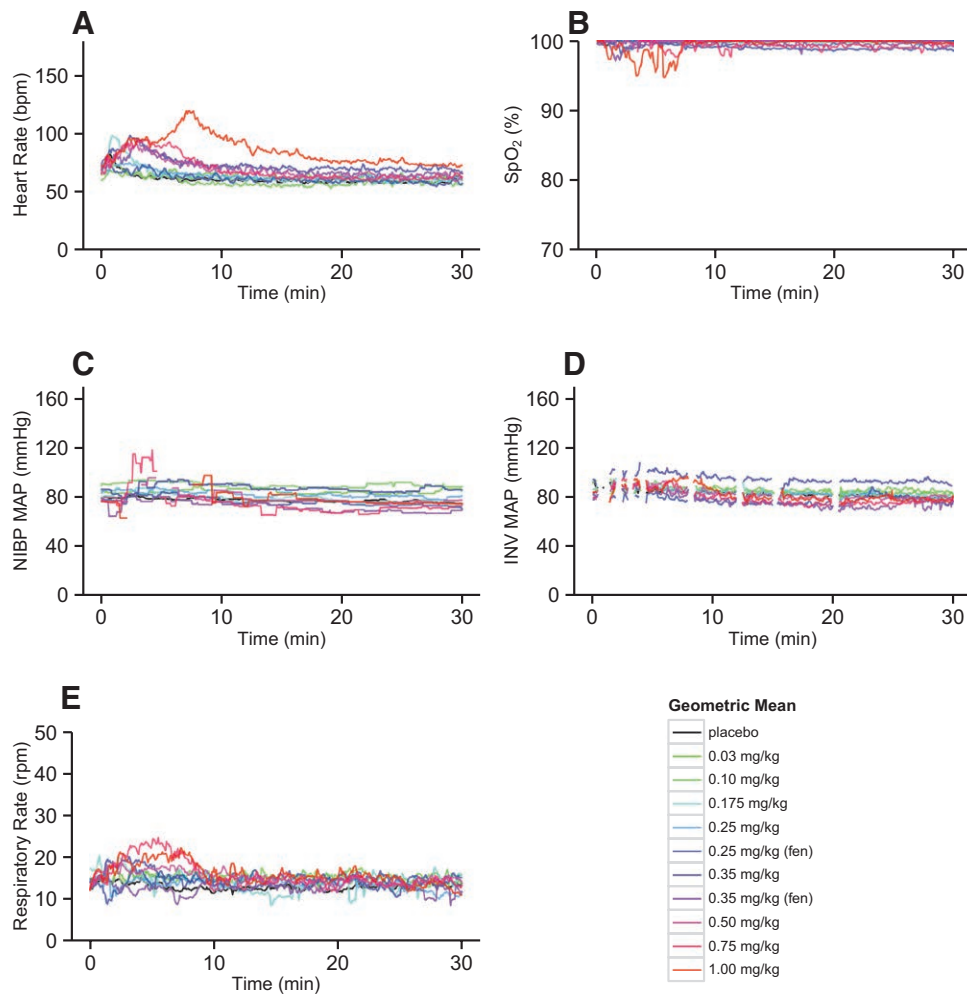 A
Heart Rate (bpm)
150
100
50
0
0 10 20 30
Time (min)
B
SpO2 (%)
100
90
80
70
0 10 20 30
Time (min)
C
NIBP MAP (mmHg)
160
120
80
40
0
0 10 20 30
Time (min)
D
INV MAP (mmHg)
160
120
80
40
0
0 10 20 30
Time (min)
E
Respiratory Rate (rpm)
50
40
30
20
10
0
0 10 20 30
Time (min)
Geometric Mean
placebo
0.03 mg/kg
0.10 mg/kg
0.175 mg/kg
0.25 mg/kg
0.25 mg/kg (fen)
0.35 mg/kg
0.35 mg/kg (fen)
0.50 mg/kg
0.75 mg/kg
1.00 mg/kg